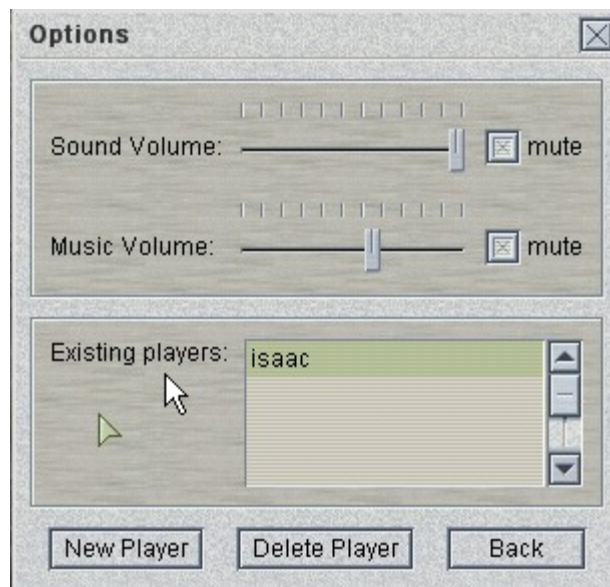 Options
Sound Volume: mute
Music Volume: mute
Existing players: isaac
New Player Delete Player Back